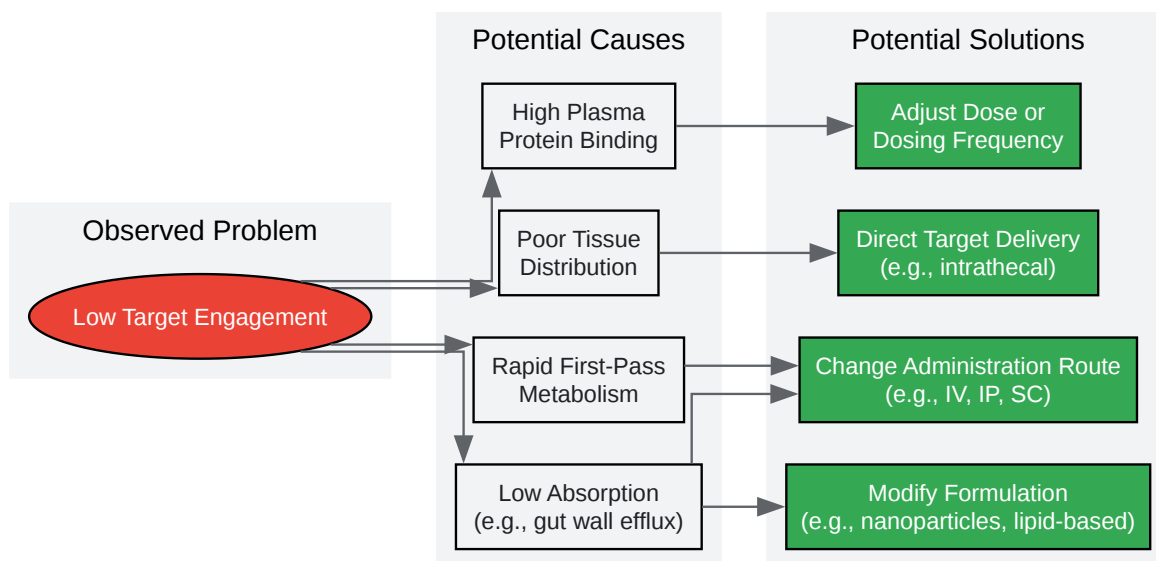 Potential Causes
Potential Solutions
High Plasma
Protein Binding
Adjust Dose or
Dosing Frequency
Observed Problem
Poor Tissue
Distribution
Direct Target Delivery
(e.g., intrathecal)
Low Target Engagement
Rapid First-Pass
Metabolism
Change Administration Route
(e.g., IV, IP, SC)
Low Absorption
(e.g., gut wall efflux)
Modify Formulation
(e.g., nanoparticles, lipid-based)